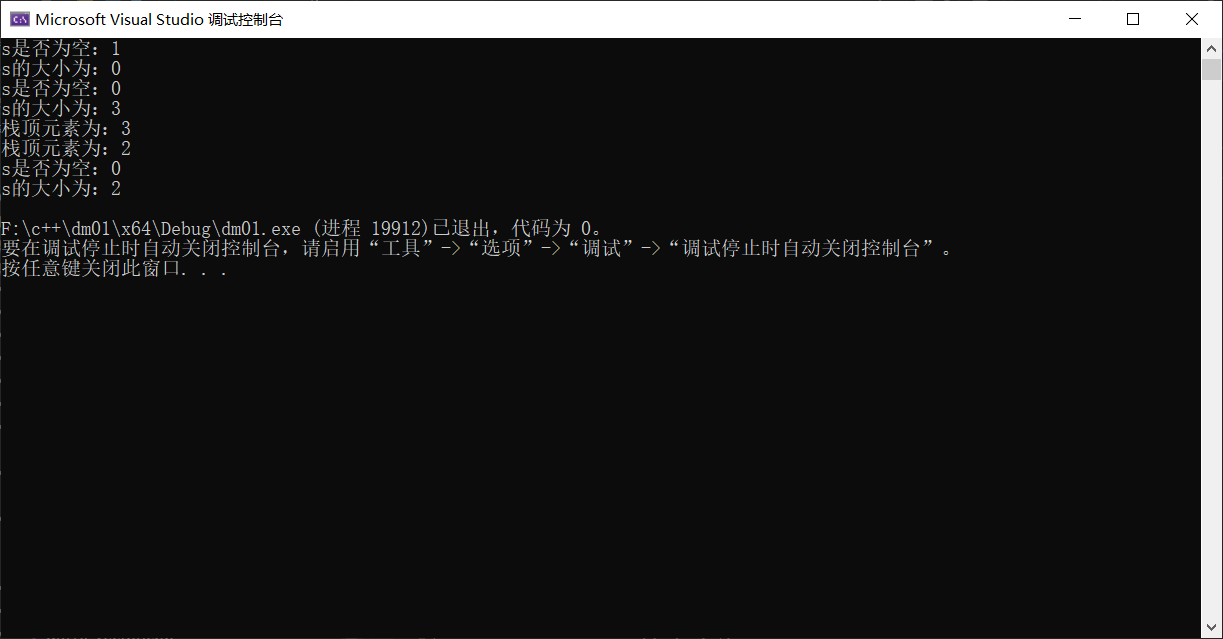 Microsoft Visual Studio 调试控制台
s是否为空：1
s的大小为：0
s是否为空：0
s的大小为：3
栈顶元素为：3
栈顶元素为：2
s是否为空：0
s的大小为：2
F:\c++\dm01\x64\Debug\dm01.exe (进程 19912)已退出，代码为 0。
要在调试停止时自动关闭控制台，请启用“工具”->“选项”->“调试”->“调试停止时自动关闭控制台”。
按任意键关闭此窗口. . .